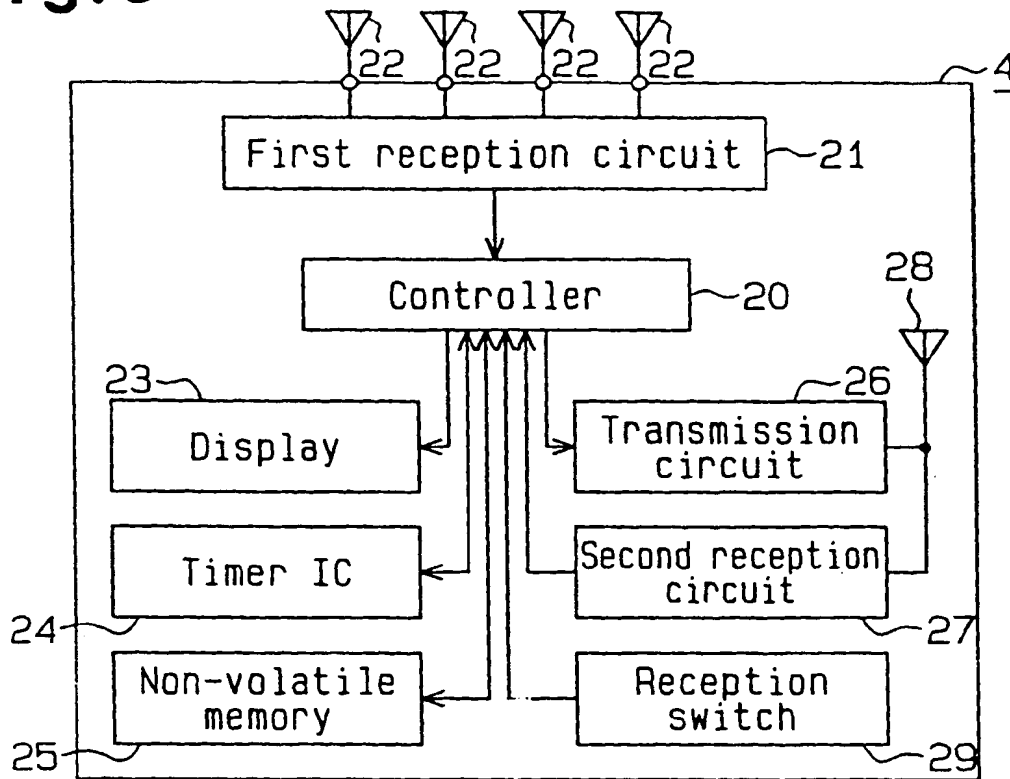 22 22 22 22
4
First reception circuit
21
Controller
20
28
23
Display
26
Transmission
circuit
Timer IC
24
Second reception
circuit
27
Non-volatile
memory
25
Reception
switch
29